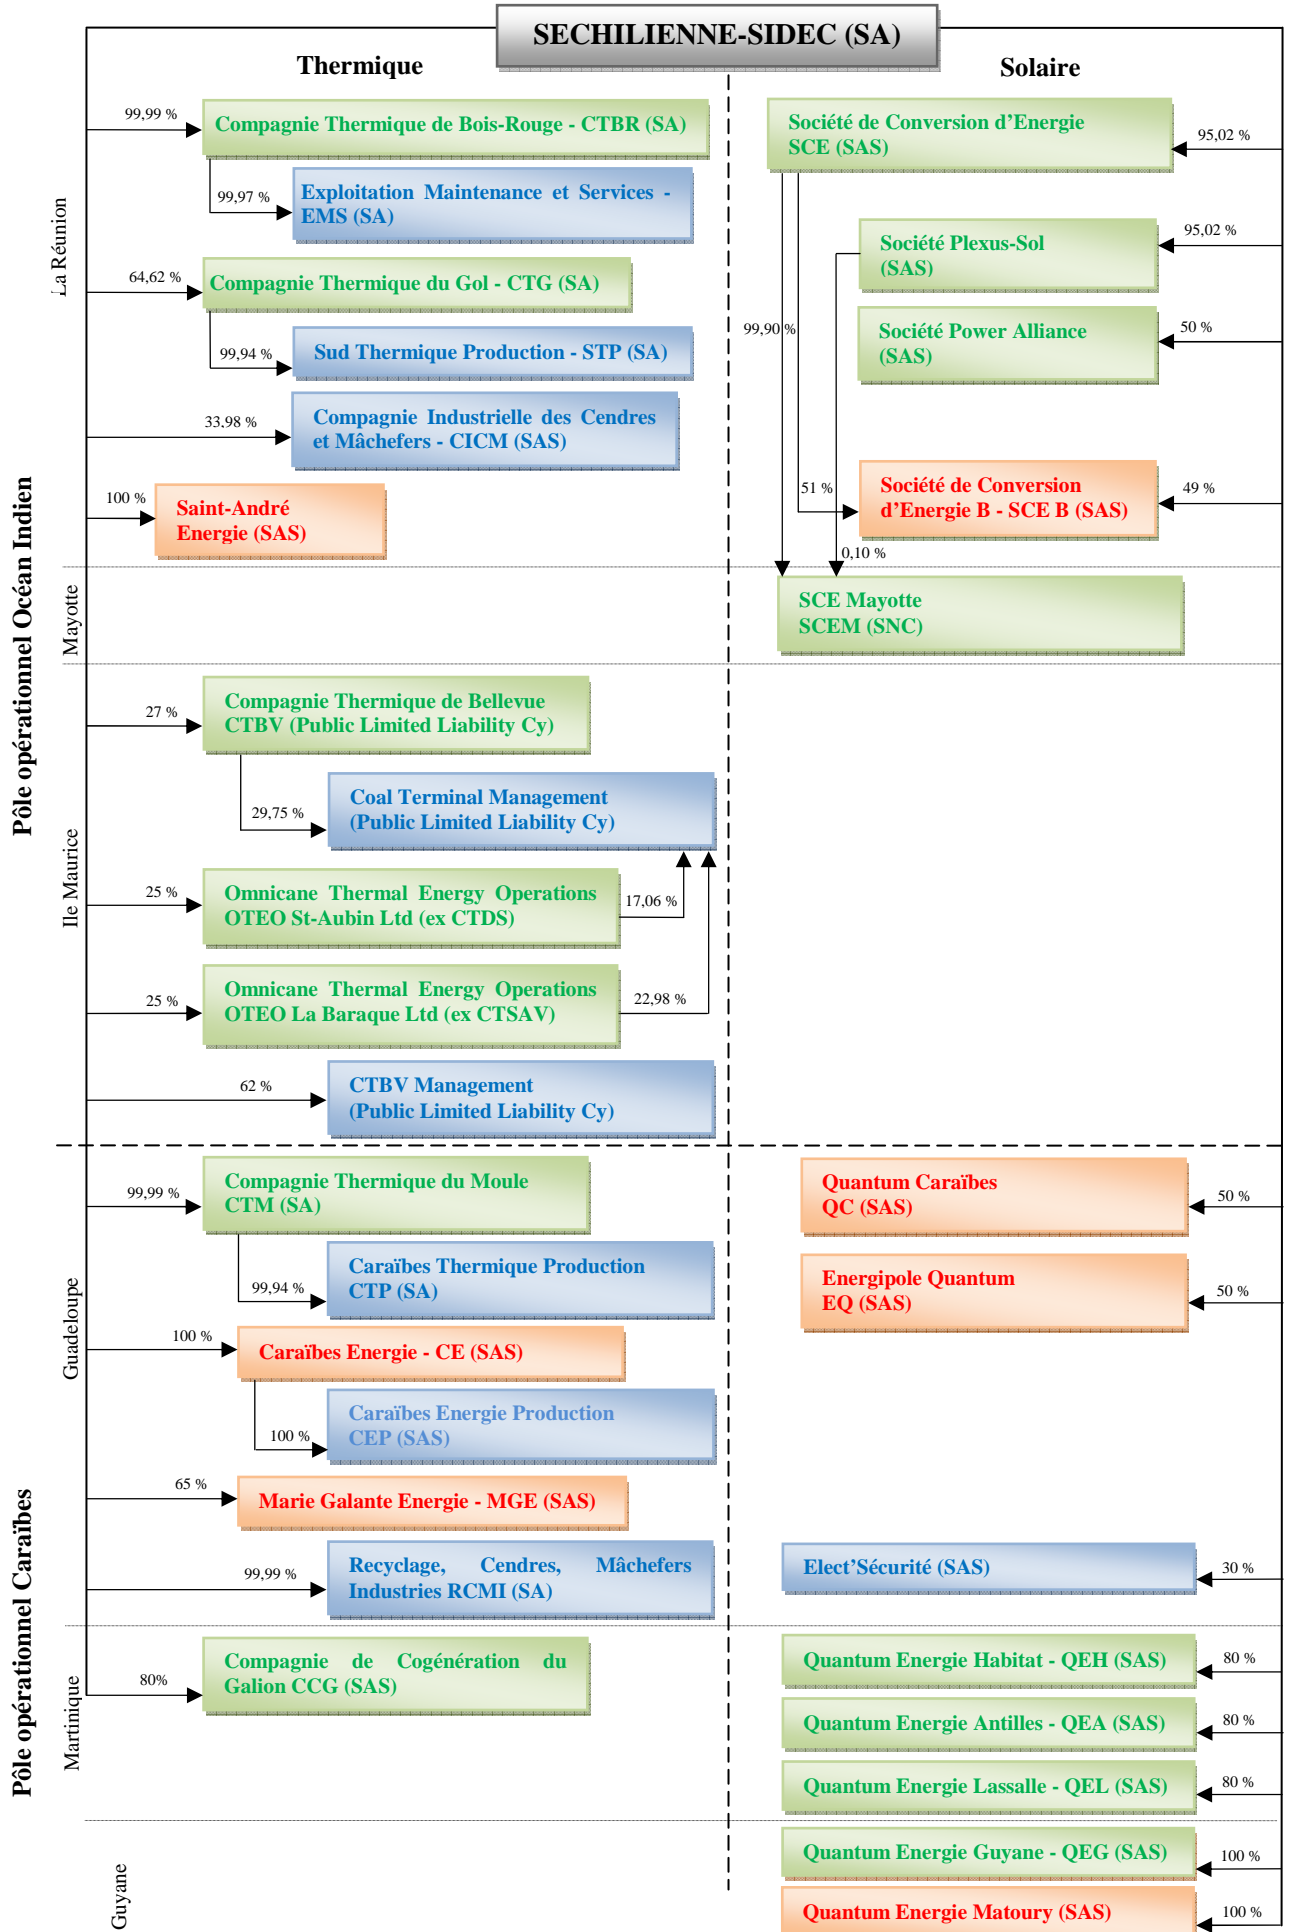 SECHILIENNE-SIDEC (SA)
Thermique
Solaire
Pôle opérationnel Océan Indien
La Réunion
99,99 %
Compagnie Thermique de Bois-Rouge - CTBR (SA)
99,97 %
Exploitation Maintenance et Services -
EMS (SA)
64,62 %
Compagnie Thermique du Gol - CTG (SA)
99,94 %
Sud Thermique Production - STP (SA)
33,98 %
Compagnie Industrielle des Cendres
et Mâchefers - CICM (SAS)
100 %
Saint-André
Energie (SAS)
Société de Conversion d’Energie
SCE (SAS)
95,02 %
Société Plexus-Sol
(SAS)
95,02 %
99,90 %
Société Power Alliance
(SAS)
50 %
51 %
Société de Conversion
d’Energie B - SCE B (SAS)
49 %
0,10 %
Mayotte
SCE Mayotte
SCEM (SNC)
Ile Maurice
27 %
Compagnie Thermique de Bellevue
CTBV (Public Limited Liability Cy)
29,75 %
Coal Terminal Management
(Public Limited Liability Cy)
25 %
Omnicane Thermal Energy Operations
OTEO St-Aubin Ltd (ex CTDS)
17,06 %
25 %
Omnicane Thermal Energy Operations
OTEO La Baraque Ltd (ex CTSAV)
22,98 %
62 %
CTBV Management
(Public Limited Liability Cy)
Pôle opérationnel Caraïbes
Guadeloupe
99,99 %
Compagnie Thermique du Moule
CTM (SA)
99,94 %
Caraïbes Thermique Production
CTP (SA)
100 %
Caraïbes Energie - CE (SAS)
100 %
Caraïbes Energie Production
CEP (SAS)
65 %
Marie Galante Energie - MGE (SAS)
99,99 %
Recyclage, Cendres, Mâchefers
Industries RCMI (SA)
Quantum Caraïbes
QC (SAS)
50 %
Energipole Quantum
EQ (SAS)
50 %
Elect’Sécurité (SAS)
30 %
Martinique
80%
Compagnie de Cogénération du
Galion CCG (SAS)
Quantum Energie Habitat - QEH (SAS)
80 %
Quantum Energie Antilles - QEA (SAS)
80 %
Quantum Energie Lassalle - QEL (SAS)
80 %
Guyane
Quantum Energie Guyane - QEG (SAS)
100 %
Quantum Energie Matoury (SAS)
100 %